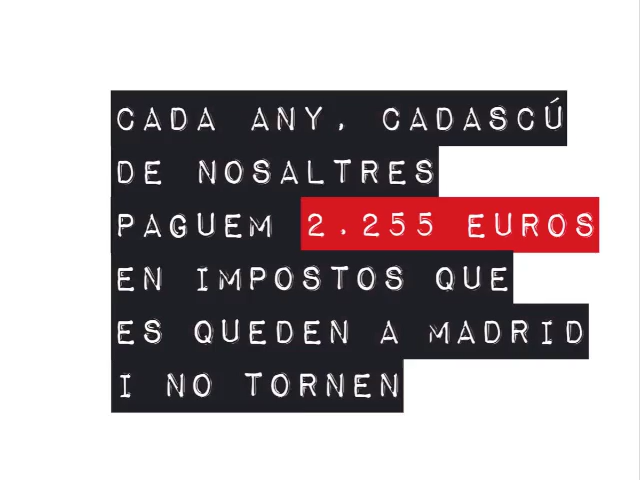 CADA ANY, CADASCÚ
DE NOSALTRES
PAGUEM 2.255 EUROS
EN IMPOSTOS QUE
ES QUEDEN A MADRID
I NO TORNEN